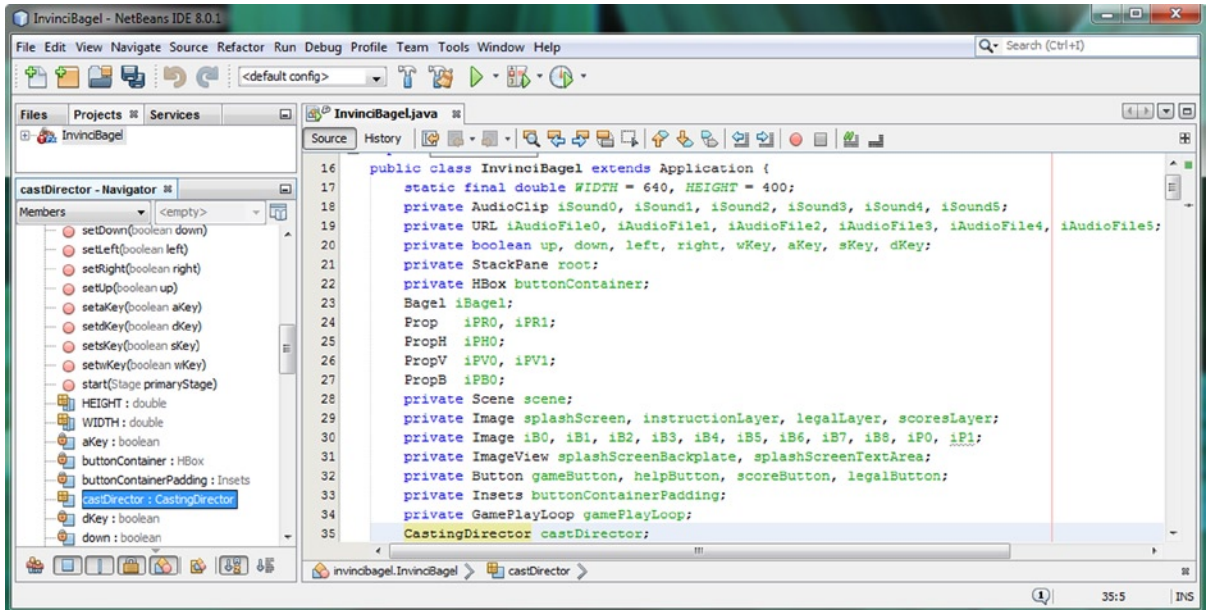 InvinciBagel - NetBeans IDE 8.0.1
File Edit View Navigate Source Refactor Run Debug Profile Team Tools Window Help
Search (Ctrl+I)
<default config>
Files Projects Services
InvinciBagel
castDirector - Navigator
Members <empty>
setDown(boolean down)
setLeft(boolean left)
setRight(boolean right)
setUp(boolean up)
setaKey(boolean aKey)
setdKey(boolean dKey)
setsKey(boolean sKey)
setwKey(boolean wKey)
start(Stage primaryStage)
HEIGHT : double
WIDTH : double
aKey : boolean
buttonContainer : HBox
buttonContainerPadding : Insets
castDirector : CastingDirector
dKey : boolean
down : boolean
InvinciBagel.java
Source History
16 public class InvinciBagel extends Application {
17 static final double WIDTH = 640, HEIGHT = 400;
18 private AudioClip iSound0, iSound1, iSound2, iSound3, iSound4, iSound5;
19 private URL iAudioFile0, iAudioFile1, iAudioFile2, iAudioFile3, iAudioFile4, iAudioFile5;
20 private boolean up, down, left, right, wKey, aKey, sKey, dKey;
21 private StackPane root;
22 private HBox buttonContainer;
23 Bagel iBagel;
24 Prop iPR0, iPR1;
25 PropH iPH0;
26 PropV iPV0, iPV1;
27 PropB iPB0;
28 private Scene scene;
29 private Image splashScreen, instructionLayer, legalLayer, scoresLayer;
30 private Image iB0, iB1, iB2, iB3, iB4, iB5, iB6, iB7, iB8, iP0, iP1;
31 private ImageView splashScreenBackplate, splashScreenTextArea;
32 private Button gameButton, helpButton, scoreButton, legalButton;
33 private Insets buttonContainerPadding;
34 private GamePlayLoop gamePlayLoop;
35 CastingDirector castDirector;
invincibagel.InvinciBagel castDirector
1 35:5 INS